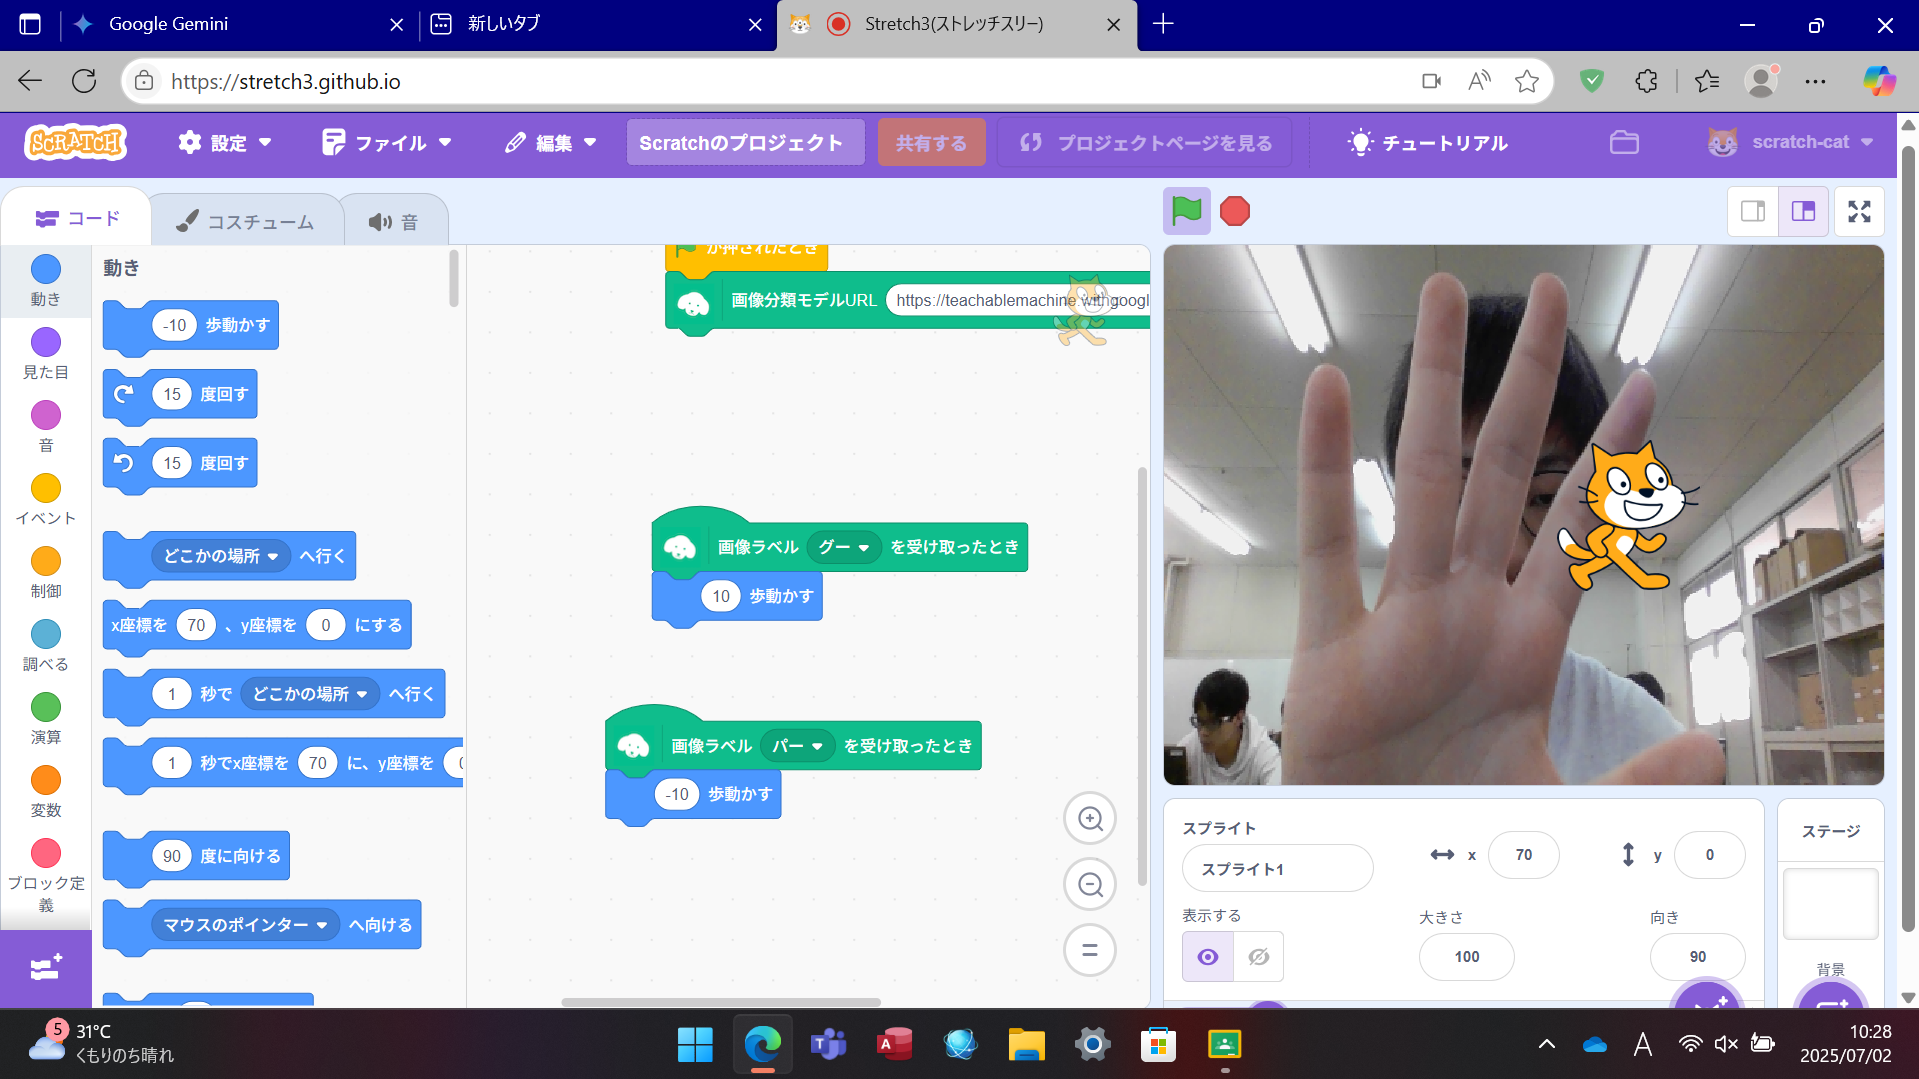 Google Gemini
新しいタブ
Stretch3(ストレッチスリー)
https://stretch3.github.io
SCRATCH
設定
ファイル
編集
Scratchのプロジェクト
共有する
プロジェクトページを見る
チュートリアル
scratch-cat
コード
コスチューム
音
動き
見た目
音
イベント
制御
調べる
演算
変数
ブロック定義
動き
-10 歩動かす
15 度回す
15 度回す
どこかの場所 へ行く
x座標を 70 、y座標を 0 にする
1 秒で どこかの場所 へ行く
1 秒でx座標を 70 に、y座標を 0
90 度に向ける
マウスのポインター へ向ける
が押されたとき
画像分類モデルURL https://teachablemachine.withgoogl
画像ラベル グー を受け取ったとき
10 歩動かす
画像ラベル パー を受け取ったとき
-10 歩動かす
スプライト
スプライト1
x 70
y 0
表示する
大きさ
100
向き
90
ステージ
背景
5
31°C
くもりのち晴れ
A
10:28
2025/07/02